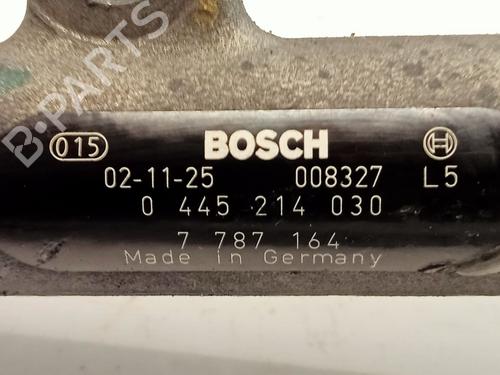 B-PARTS
015 BOSCH
02-11-25 008327 L5
0 445 214 030
7 787 164
Made in Germany